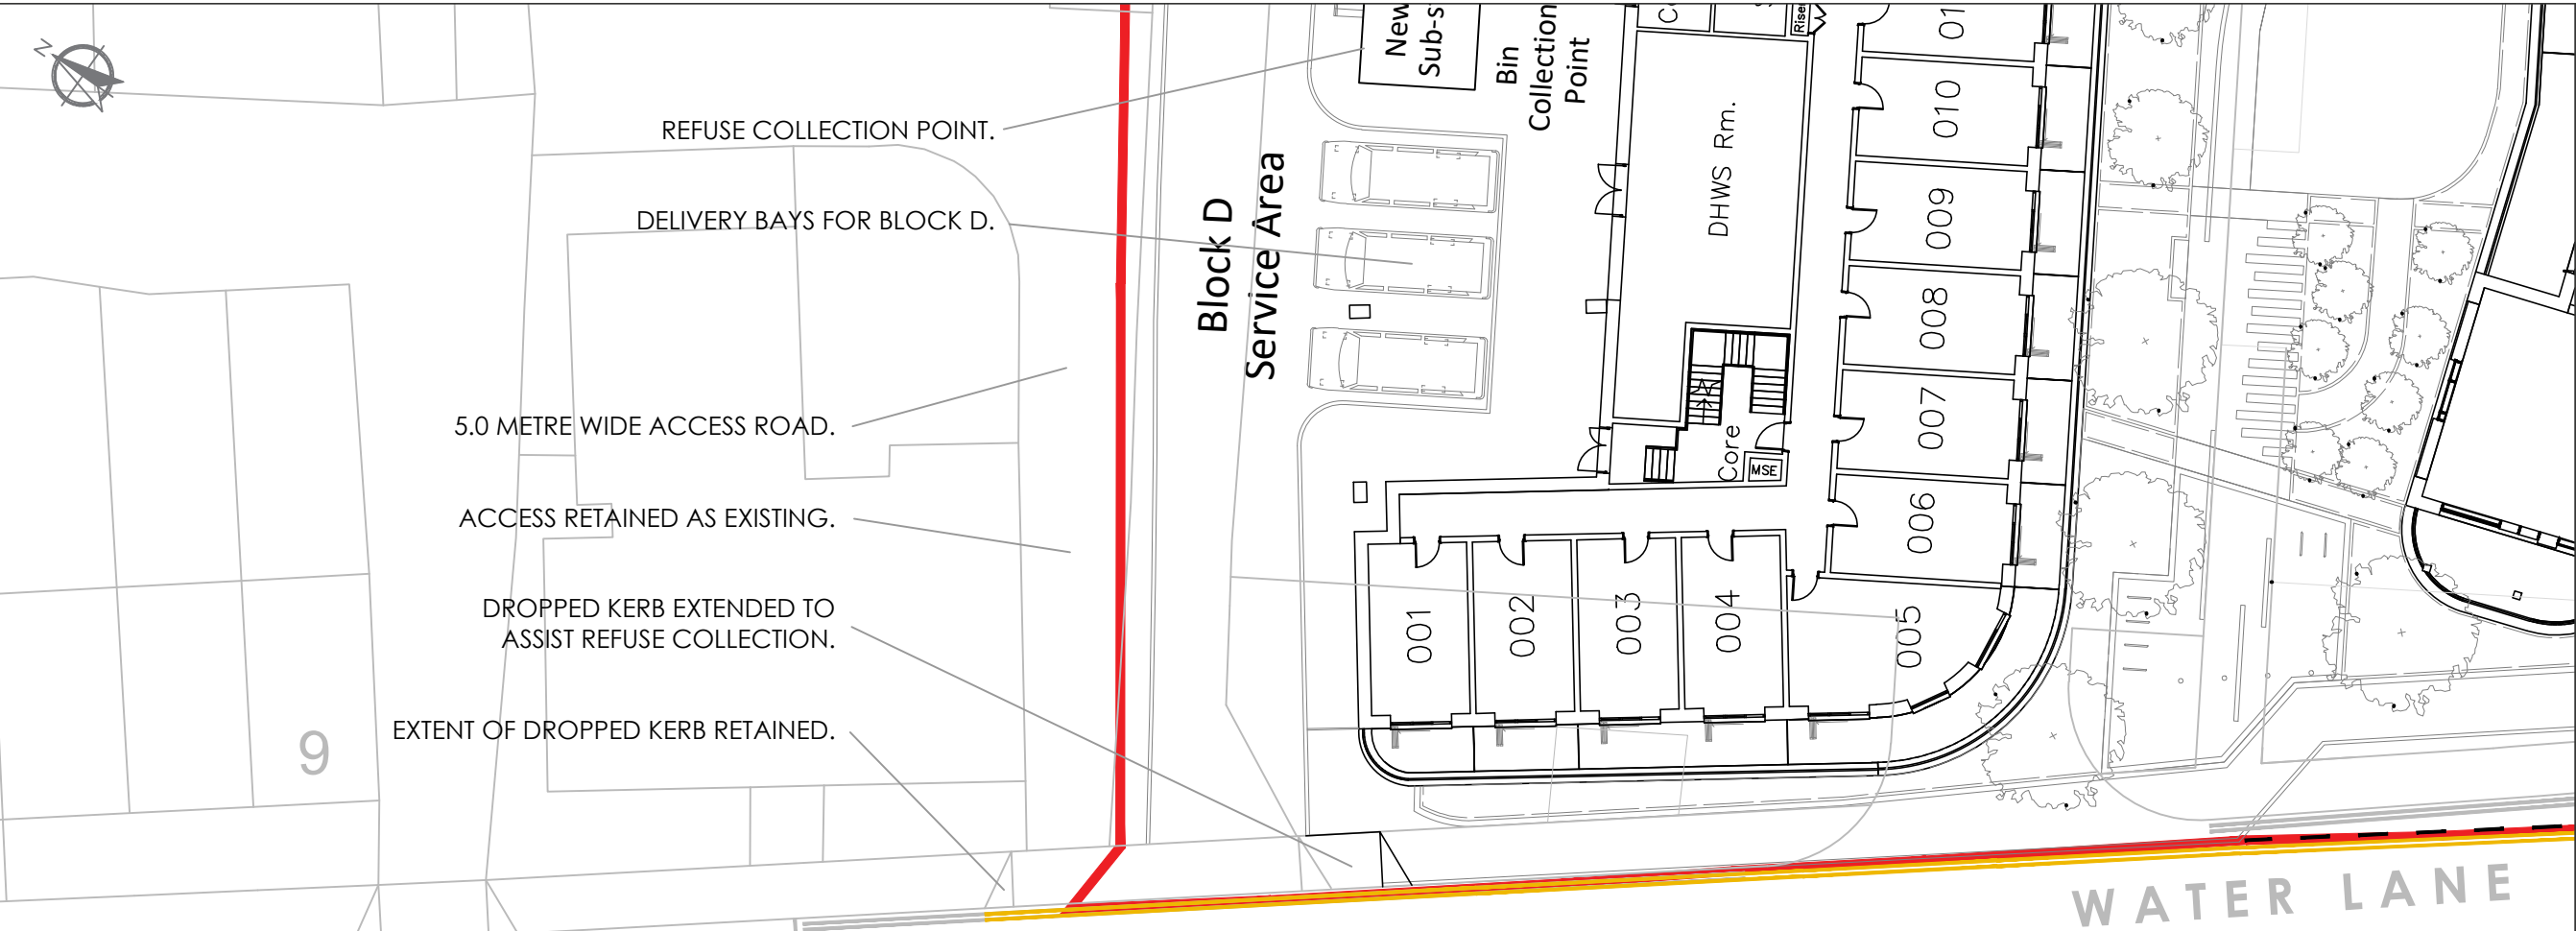 N
REFUSE COLLECTION POINT.
DELIVERY BAYS FOR BLOCK D.
5.0 METRE WIDE ACCESS ROAD.
ACCESS RETAINED AS EXISTING.
DROPPED KERB EXTENDED TO
ASSIST REFUSE COLLECTION.
EXTENT OF DROPPED KERB RETAINED.
9
Block D
Service Area
New
Bin
Collection
Point
DHWS Rm.
Core
MSE
010
009
008
007
006
005
004
003
002
001
WATER LANE